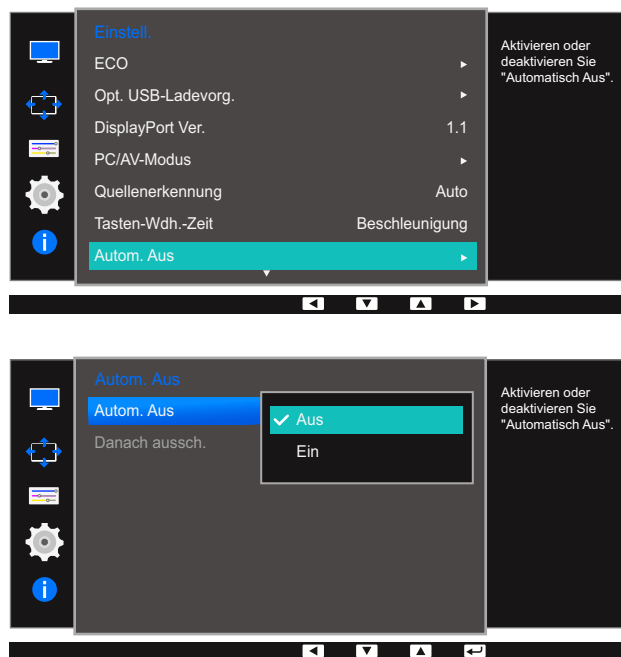 Einstell.
ECO
Opt. USB-Ladevorg.
DisplayPort Ver. 1.1
PC/AV-Modus
Quellenerkennung Auto
Tasten-Wdh.-Zeit Beschleunigung
Autom. Aus
Aktivieren oder
deaktivieren Sie
"Automatisch Aus".
Autom. Aus
Autom. Aus
Danach aussch.
Aus
Ein
Aktivieren oder
deaktivieren Sie
"Automatisch Aus".